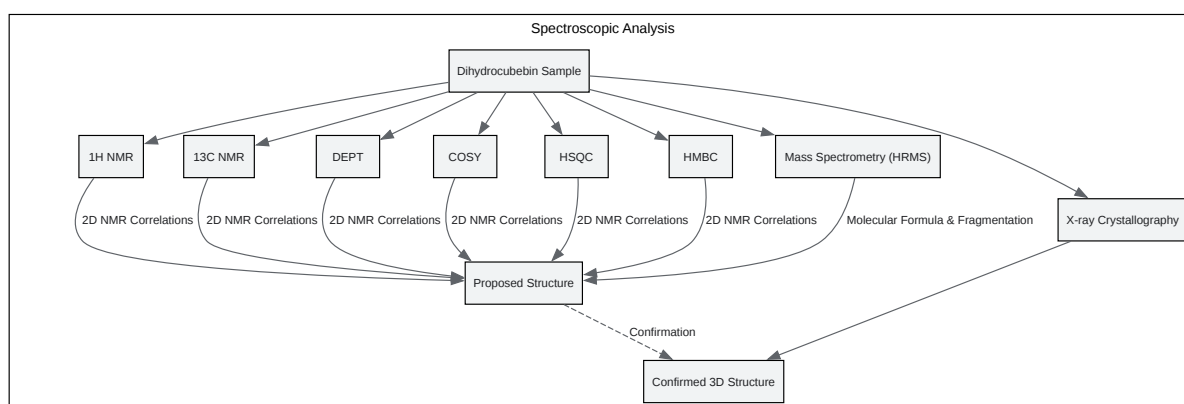 Spectroscopic Analysis
Dihydrocubebin Sample
1H NMR
13C NMR
DEPT
COSY
HSQC
HMBC
Mass Spectrometry (HRMS)
2D NMR Correlations
2D NMR Correlations
2D NMR Correlations
2D NMR Correlations
2D NMR Correlations
2D NMR Correlations
Molecular Formula & Fragmentation
X-ray Crystallography
Proposed Structure
Confirmation
Confirmed 3D Structure